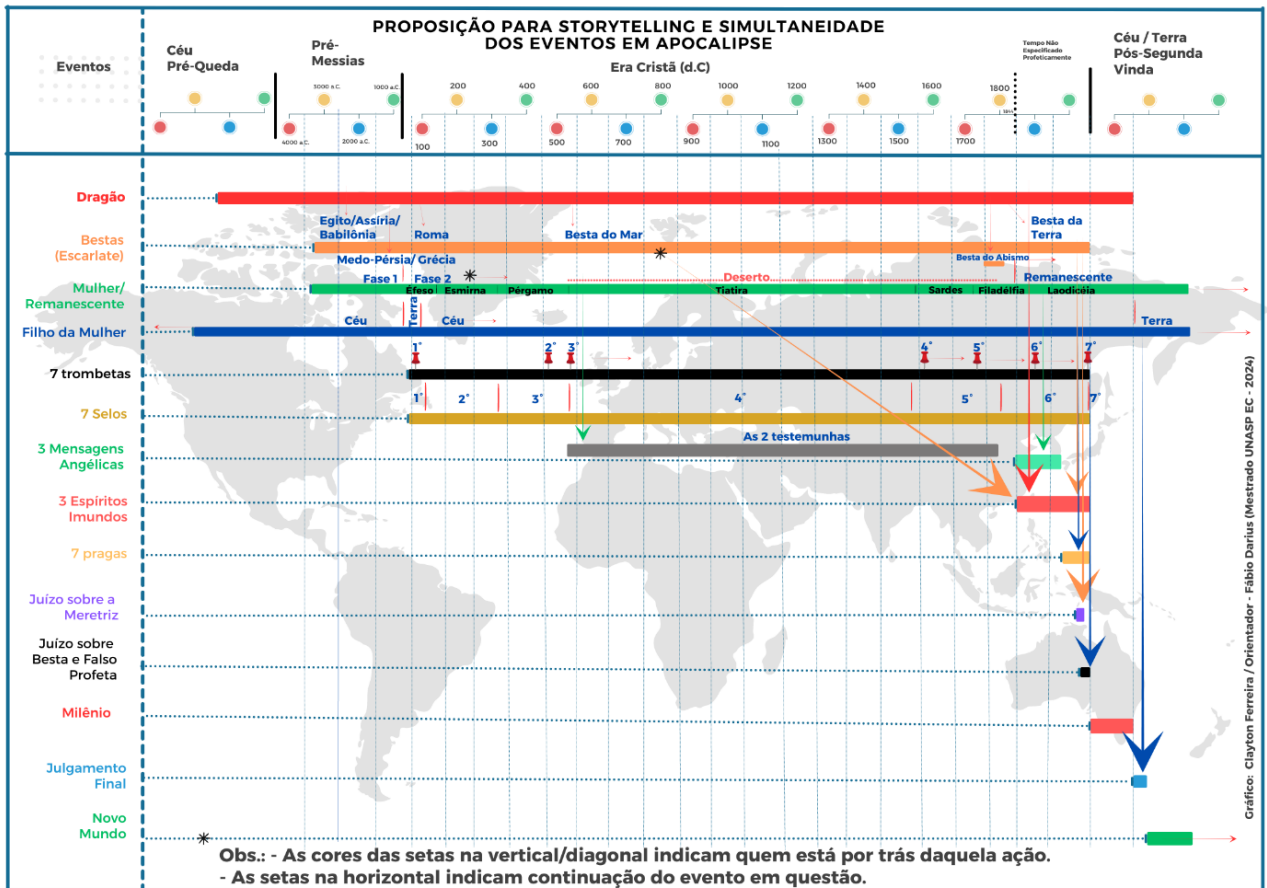 PROPOSIÇÃO PARA STORYTELLING E SIMULTANEIDADE
DOS EVENTOS EM APOCALIPSE
Eventos
Céu
Pré-Queda
Pré-
Messias
Era Cristã (d.C)
Tempo Não
Especificado
Profeticamente
Céu / Terra
Pós-Segunda
Vinda
3000 a.C.
1000 a.C.
200
400
600
800
1000
1200
1400
1600
1800
4000 a.C.
2000 a.C.
100
300
500
700
900
1100
1300
1500
1700
Dragão
Egito/Assíria/
Babilônia
Roma
Besta do Mar
Besta da
Terra
Bestas
(Escarlate)
Besta do Abismo
Medo-Pérsia/ Grécia
Fase 1
Fase 2
Deserto
Remanescente
Mulher/
Remanescente
Éfeso
Esmirna
Pérgamo
Tiatira
Sardes
Filadélfia
Laodicéia
Terra
Filho da Mulher
Céu
Céu
Terra
1°
2°
3°
4°
5°
6°
7°
7 trombetas
1°
2°
3°
4°
5°
6°
7°
7 Selos
As 2 testemunhas
3 Mensagens
Angélicas
3 Espíritos
Imundos
7 pragas
Juízo sobre a
Meretriz
Juízo sobre
Besta e Falso
Profeta
Milênio
Julgamento
Final
Novo
Mundo
Obs.: - As cores das setas na vertical/diagonal indicam quem está por trás daquela ação.
- As setas na horizontal indicam continuação do evento em questão.
Gráfico: Clayton Ferreira / Orientador - Fábio Darius (Mestrado UNASP EC - 2024)